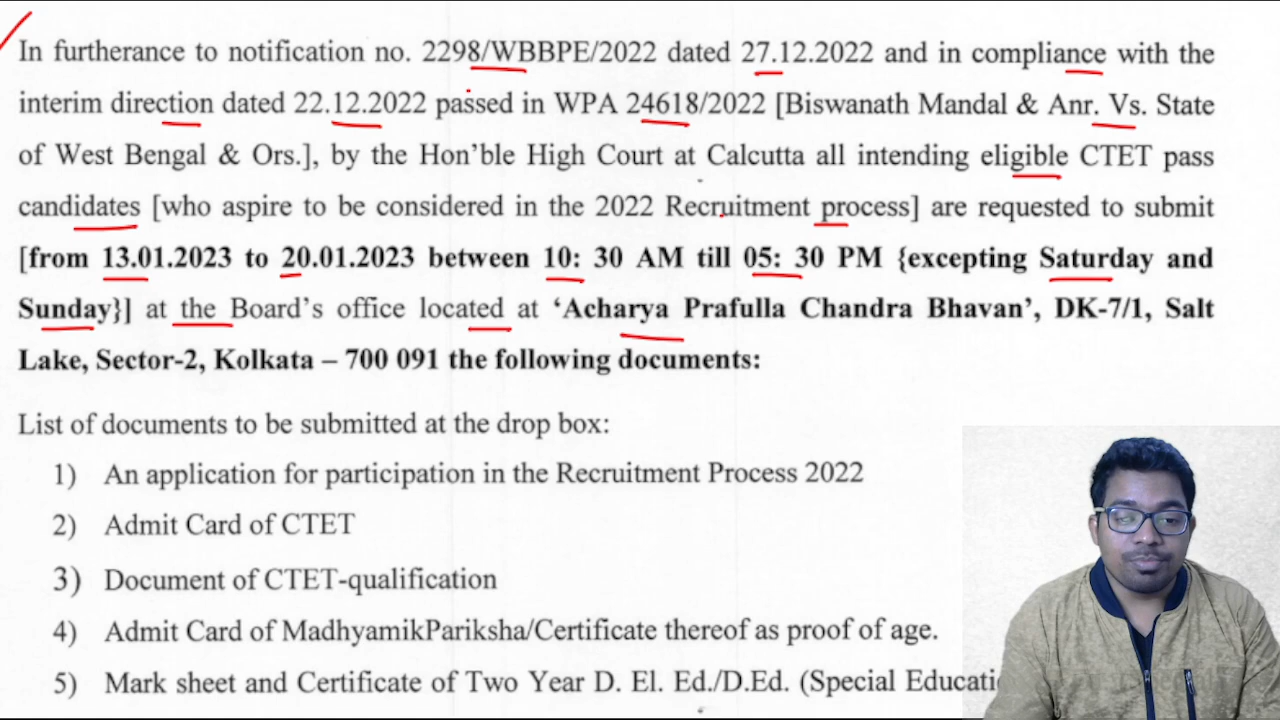 In furtherance to notification no. 2298/WBBPE/2022 dated 27.12.2022 and in compliance with the
interim direction dated 22.12.2022 passed in WPA 24618/2022 [Biswanath Mandal & Anr. Vs. State
of West Bengal & Ors.], by the Hon'ble High Court at Calcutta all intending eligible CTET pass
candidates [who aspire to be considered in the 2022 Recruitment process] are requested to submit
[from 13.01.2023 to 20.01.2023 between 10: 30 AM till 05: 30 PM {excepting Saturday and
Sunday}] at the Board's office located at 'Acharya Prafulla Chandra Bhavan', DK-7/1, Salt
Lake, Sector-2, Kolkata – 700 091 the following documents:
List of documents to be submitted at the drop box:
1) An application for participation in the Recruitment Process 2022
2) Admit Card of CTET
3) Document of CTET-qualification
4) Admit Card of MadhyamikPariksha/Certificate thereof as proof of age.
5) Mark sheet and Certificate of Two Year D. El. Ed./D.Ed. (Special Educati